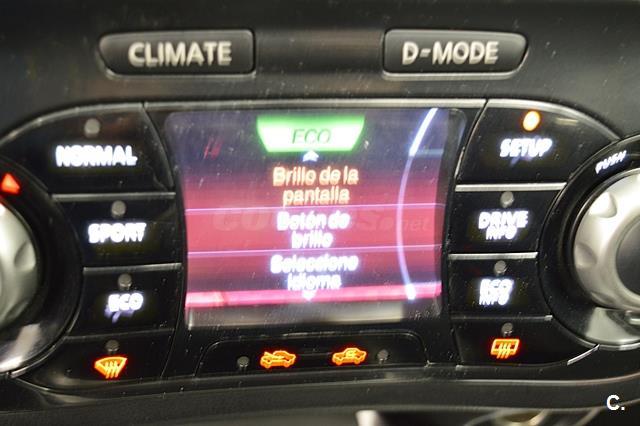 CLIMATE
D-MODE
NORMAL
SPORT
ECO
ECO
Brillo de la
pantalla
Botón de
brillo
Seleccione
idioma
SETUP
PUSH
DRIVE
INFO
ECO
INFO
C.